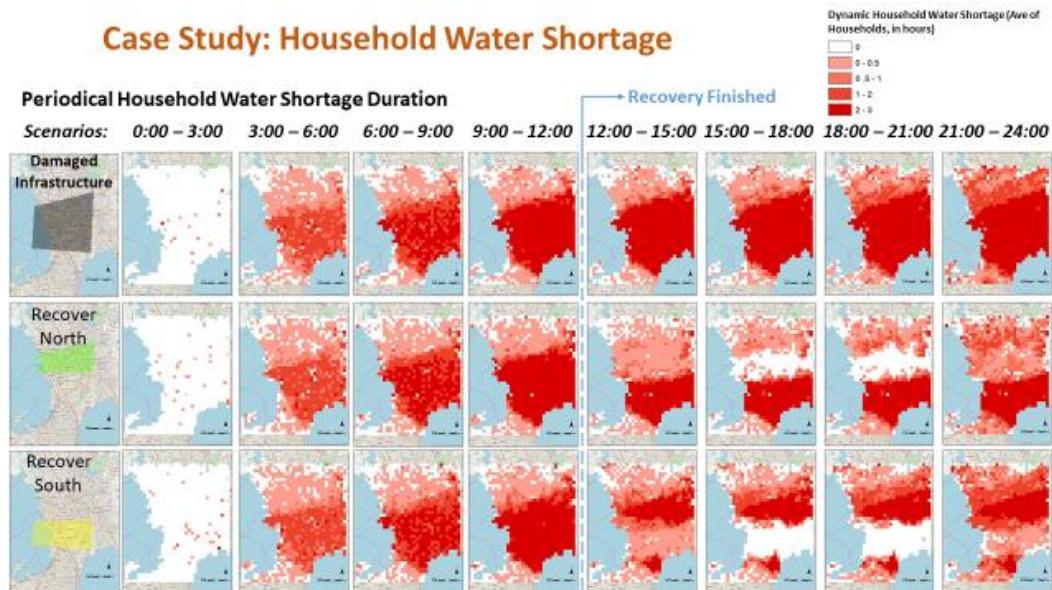 Case Study: Household Water Shortage
Dynamic Household Water Shortage (Ave of
Households, in hours)
0
0 - 0.5
0 .5 - 1
1 - 2
2 - 3
Periodical Household Water Shortage Duration
Recovery Finished
Scenarios: 0:00 – 3:00 3:00 – 6:00 6:00 – 9:00 9:00 – 12:00 12:00 – 15:00 15:00 – 18:00 18:00 – 21:00 21:00 – 24:00
Damaged
Infrastructure
Recover
North
Recover
South